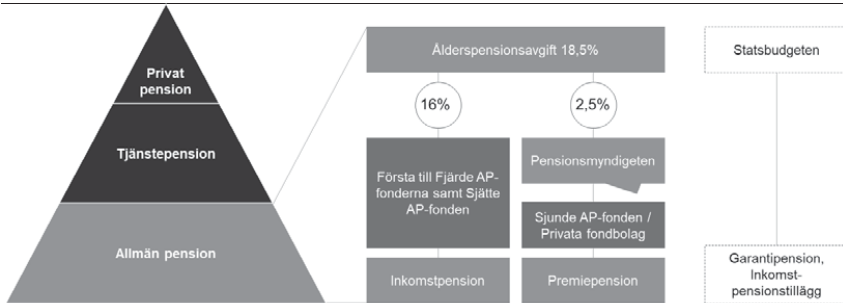 Privat
pension
Tjänstepension
Allmän pension
Ålderspensionsavgift 18,5%
16%
2,5%
Första till Fjärde AP-
fonderna samt Sjätte
AP-fonden
Pensionsmyndigeten
Sjunde AP-fonden /
Privata fondbolag
Inkomstpension
Premiepension
Statsbudgeten
Garantipension,
Inkomst-
pensionstillägg